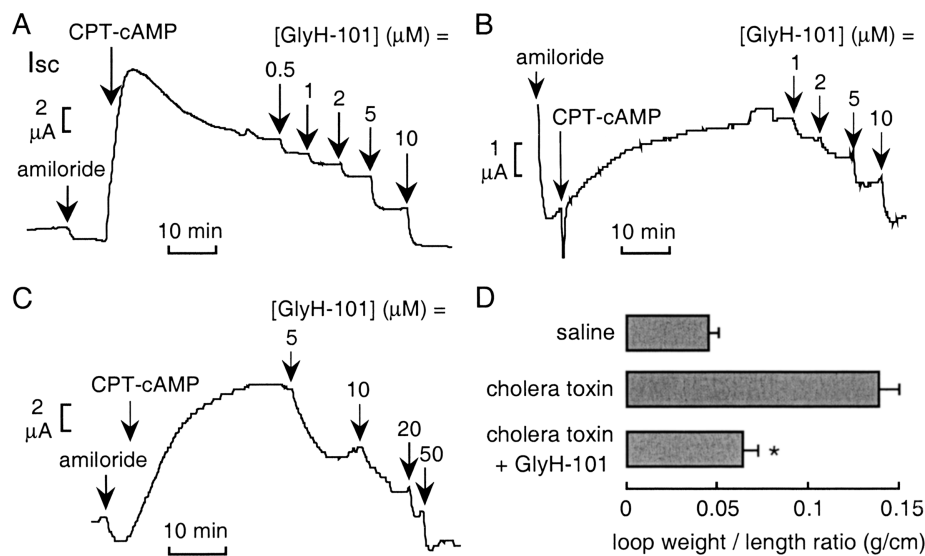 A
CPT-cAMP
[GlyH-101] (μM) =
Isc
0.5
1
2
5
10
2
μA
amiloride
10 min
B
[GlyH-101] (μM) =
amiloride
1
2
5
10
CPT-cAMP
1
μA
10 min
C
[GlyH-101] (μM) =
5
CPT-cAMP
10
2
μA
20
50
amiloride
10 min
D
saline
cholera toxin
cholera toxin
+ GlyH-101
*
0 0.05 0.1 0.15
loop weight / length ratio (g/cm)